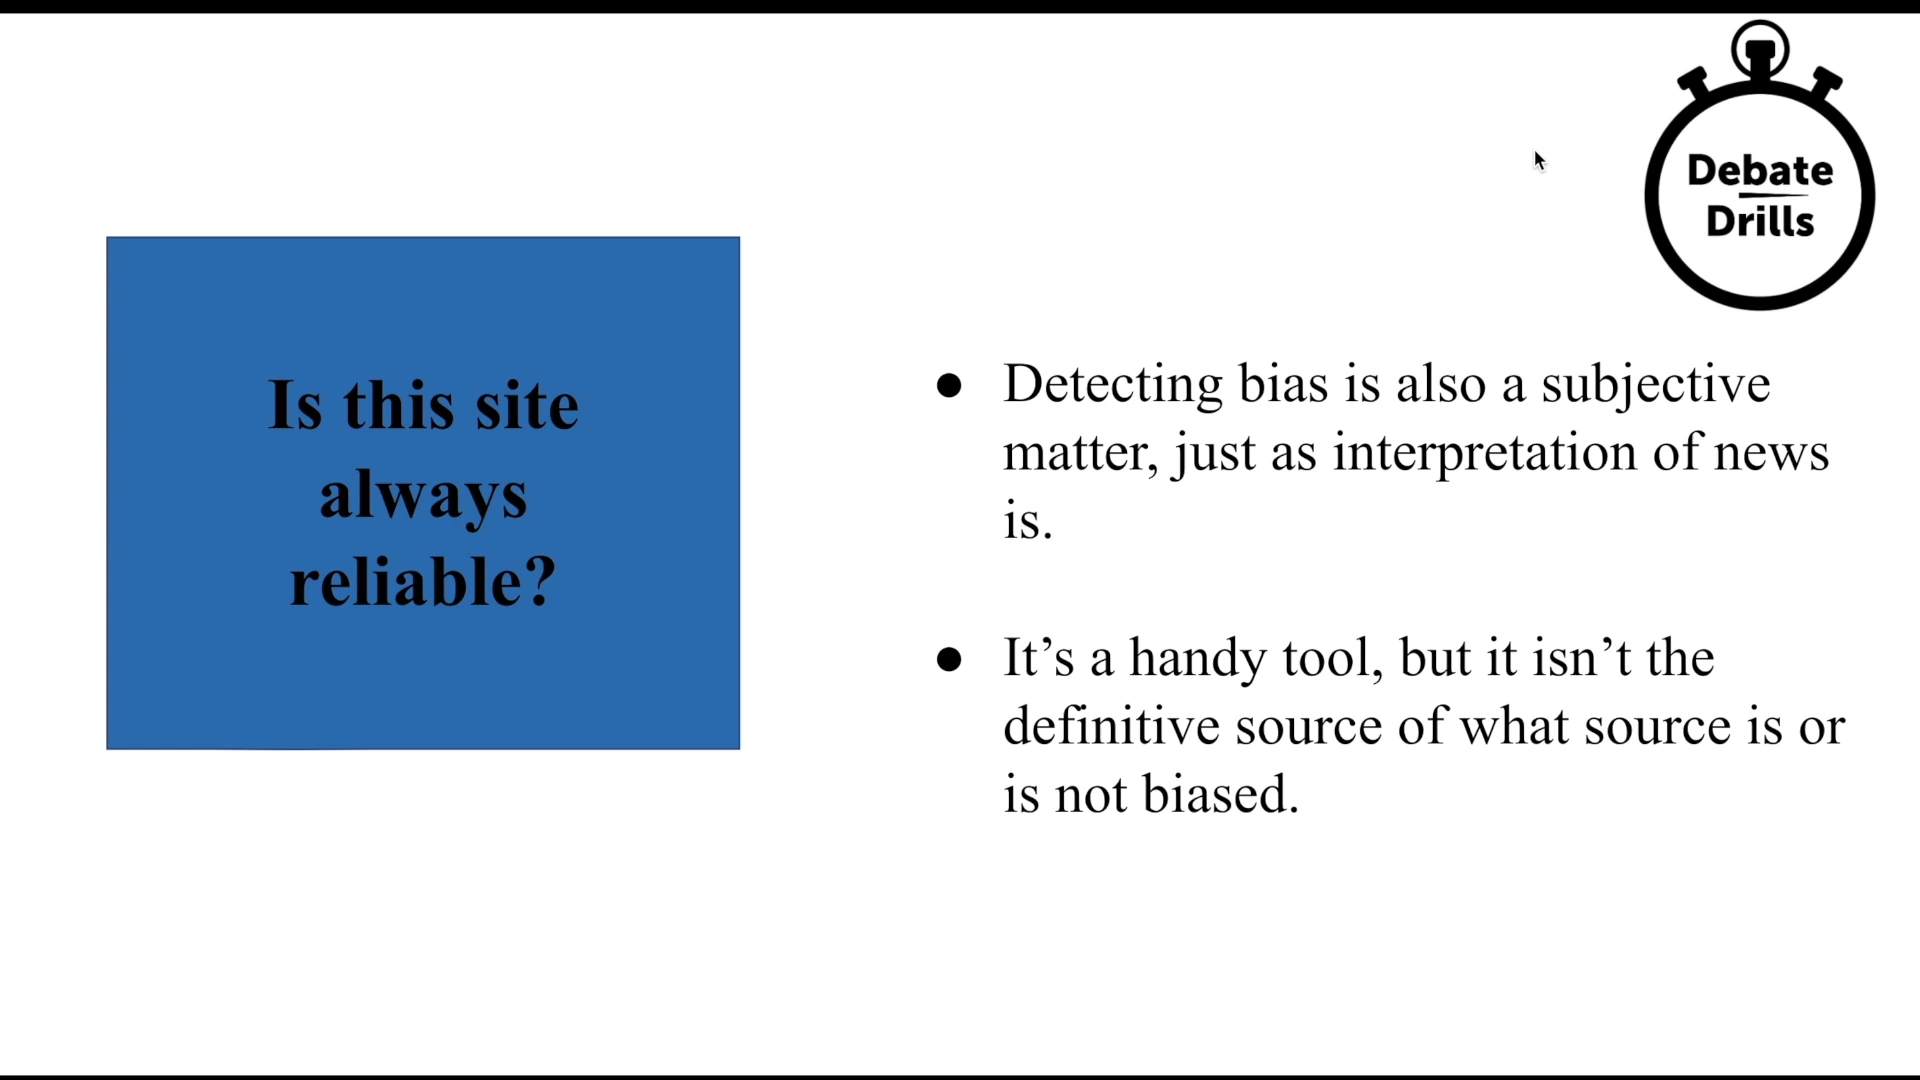 Debate
Drills
Is this site
always
reliable?
● Detecting bias is also a subjective
matter, just as interpretation of news
is.
● It’s a handy tool, but it isn’t the
definitive source of what source is or
is not biased.